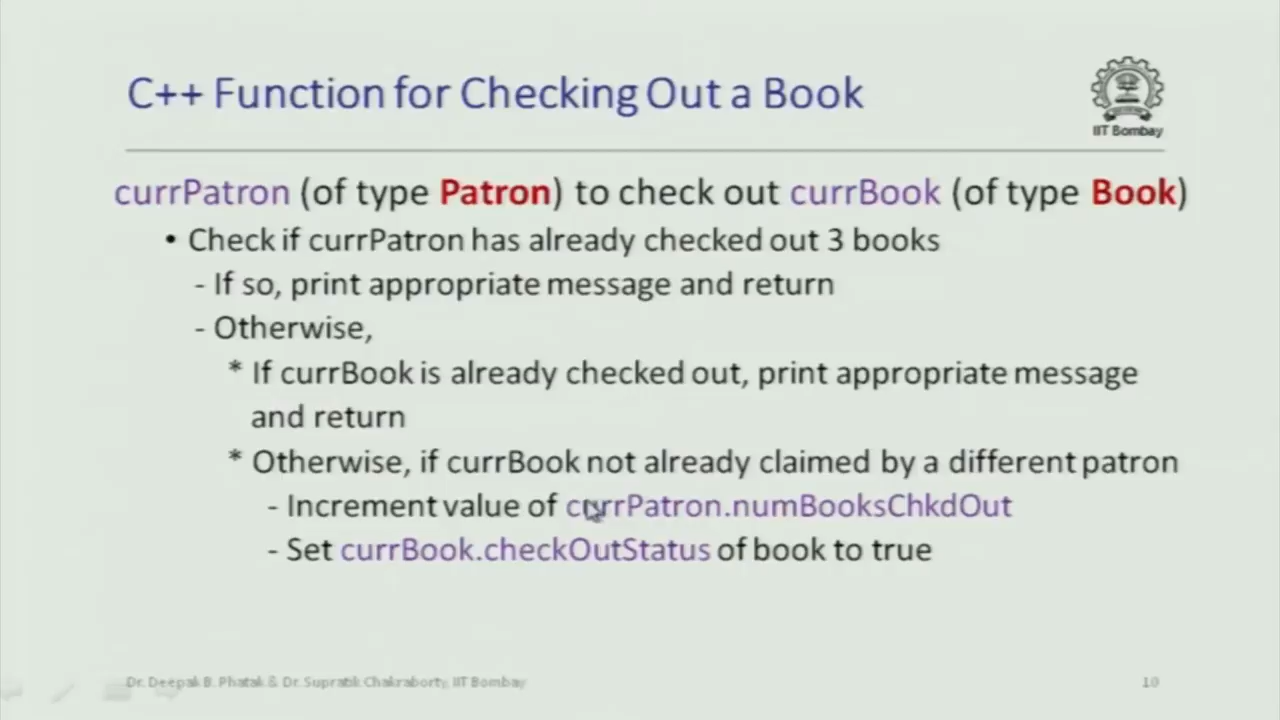 C++ Function for Checking Out a Book
IIT Bombay
currPatron (of type Patron) to check out currBook (of type Book)
• Check if currPatron has already checked out 3 books
- If so, print appropriate message and return
- Otherwise,
* If currBook is already checked out, print appropriate message
and return
* Otherwise, if currBook not already claimed by a different patron
- Increment value of currPatron.numBooksChkdOut
- Set currBook.checkOutStatus of book to true
Dr. Deepak B. Phatak & Dr. Supratik Chakraborty, IIT Bombay
10